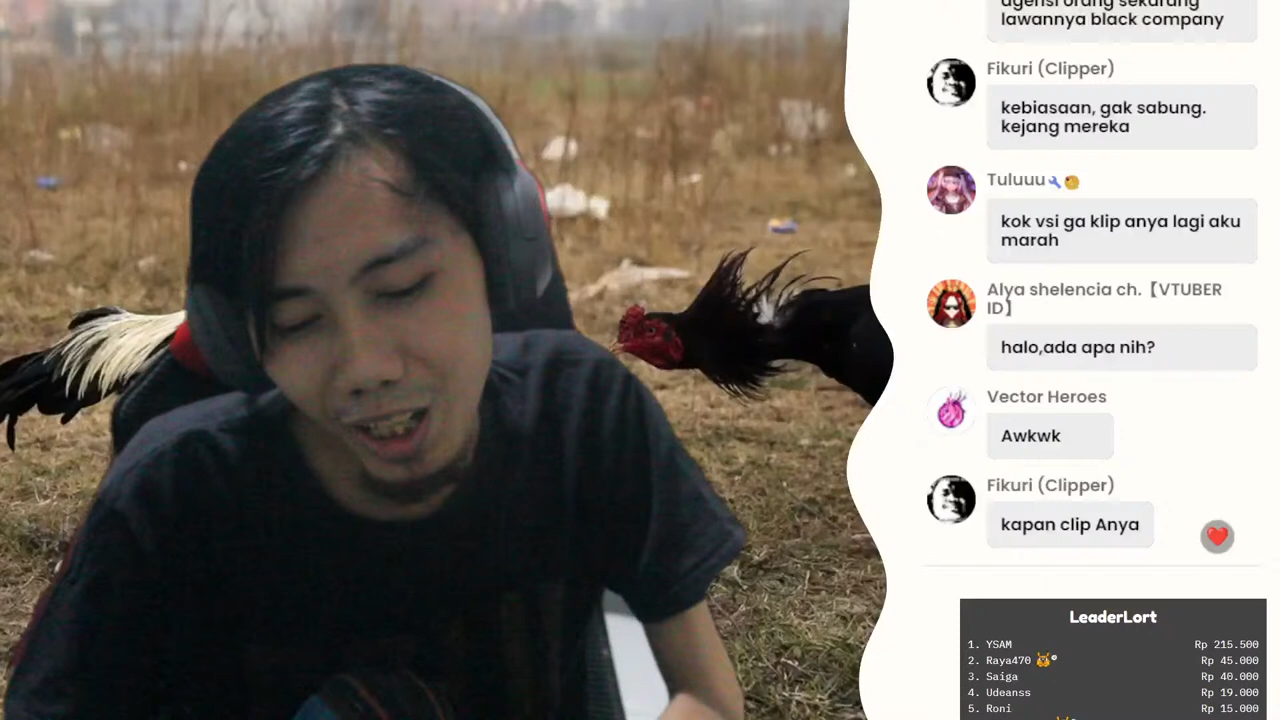 agensi orang sekarang
lawannya black company
Fikuri (Clipper)
kebiasaan, gak sabung.
kejang mereka
Tuluuu
kok vsi ga klip anya lagi aku
marah
Alya shelencia ch.【VTUBER
ID】
halo,ada apa nih?
Vector Heroes
Awkwk
Fikuri (Clipper)
kapan clip Anya
LeaderLort
1. YSAM Rp 215.500
2. Raya470 Rp 45.000
3. Saiga Rp 40.000
4. Udeanss Rp 19.000
5. Roni Rp 15.000